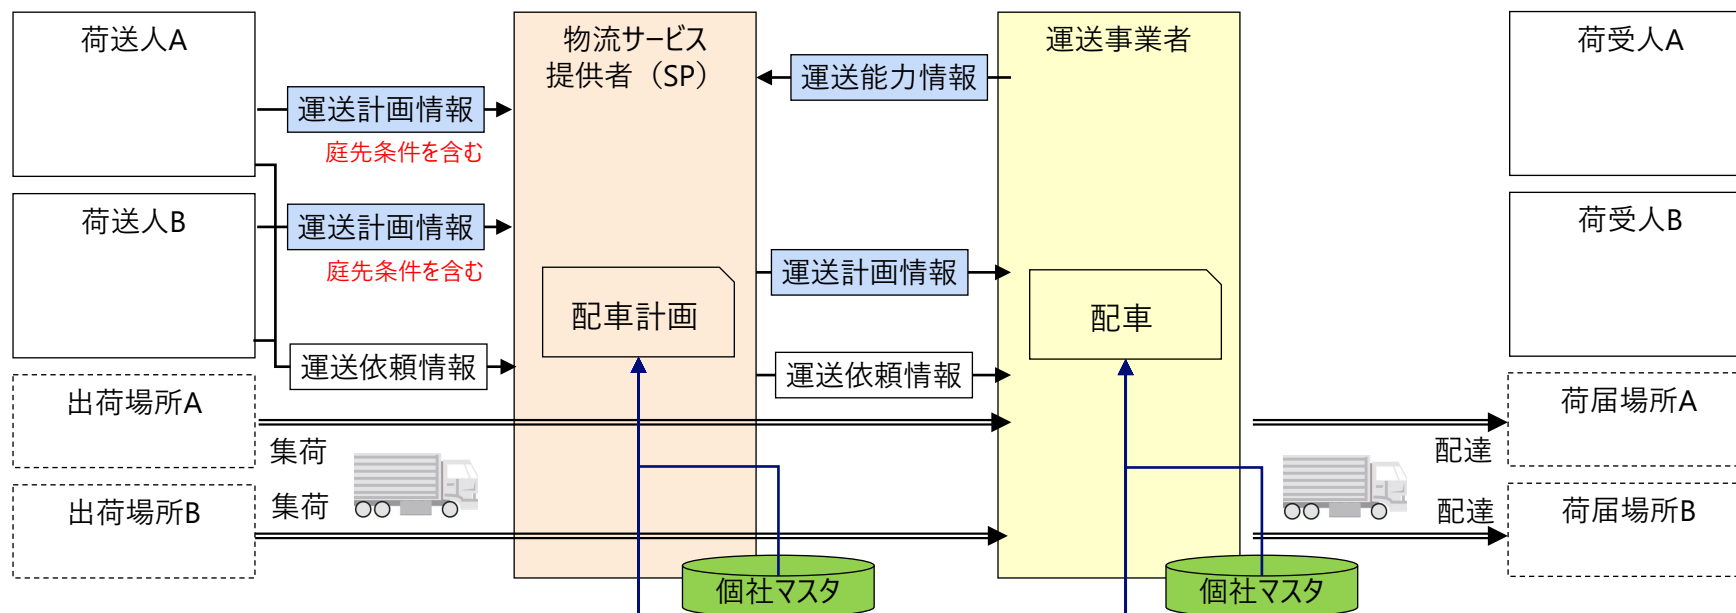 荷送人A
物流サービス
提供者（SP）
運送事業者
荷受人A
運送能力情報
運送計画情報
庭先条件を含む
荷送人B
荷受人B
運送計画情報
庭先条件を含む
運送計画情報
配車計画
配車
運送依頼情報
運送依頼情報
出荷場所A
荷届場所A
集荷
配達
出荷場所B
集荷
配達
荷届場所B
個社マスタ
個社マスタ